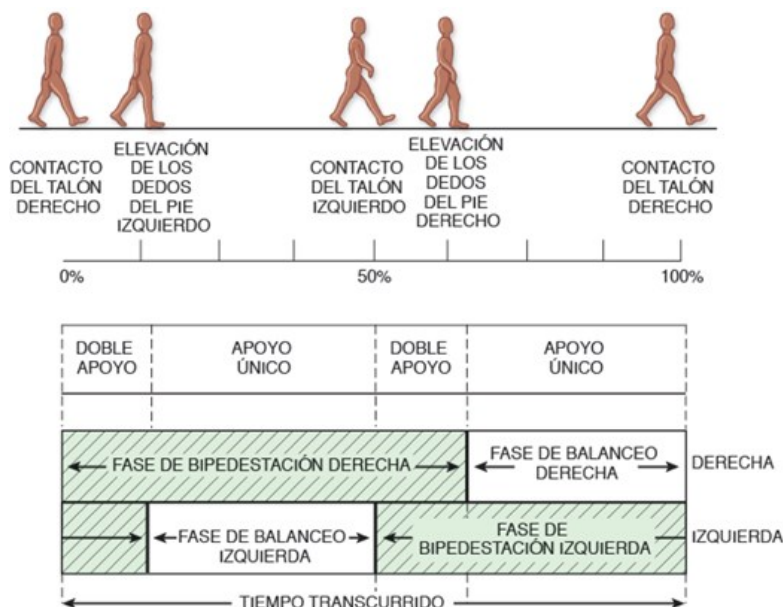 CONTACTO
DEL TALÓN
DERECHO
ELEVACIÓN
DE LOS
DEDOS
DEL PIE
IZQUIERDO
CONTACTO
DEL TALÓN
IZQUIERDO
ELEVACIÓN
DE LOS
DEDOS
DEL PIE
DERECHO
CONTACTO
DEL TALÓN
DERECHO
0%
50%
100%
DOBLE
APOYO
APOYO
ÚNICO
DOBLE
APOYO
APOYO
ÚNICO
FASE DE BIPEDESTACIÓN DERECHA
FASE DE BALANCEO
DERECHA
DERECHA
FASE DE BALANCEO
IZQUIERDA
FASE DE
BIPEDESTACIÓN IZQUIERDA
IZQUIERDA
TIEMPO TRANSCURRIDO